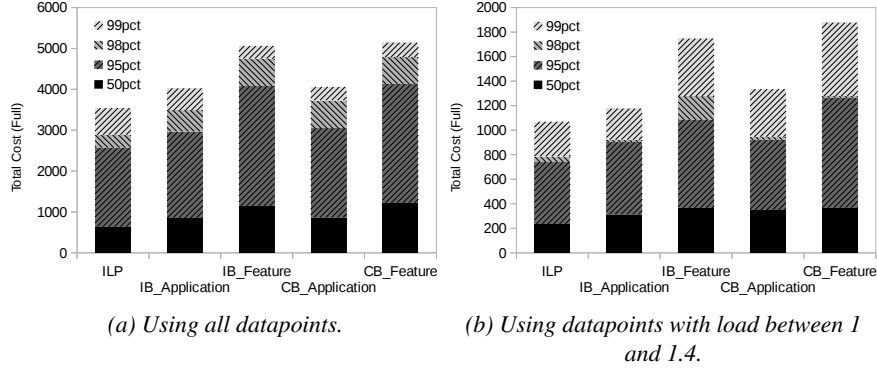 6000
5000
4000
3000
2000
1000
0
Total Cost (Full)
99pct
98pct
95pct
50pct
ILP
IB_Application
IB_Feature
CB_Application
CB_Feature
(a) Using all datapoints.
2000
1800
1600
1400
1200
1000
800
600
400
200
0
Total Cost (Full)
99pct
98pct
95pct
50pct
ILP
IB_Application
IB_Feature
CB_Application
CB_Feature
(b) Using datapoints with load between 1
and 1.4.